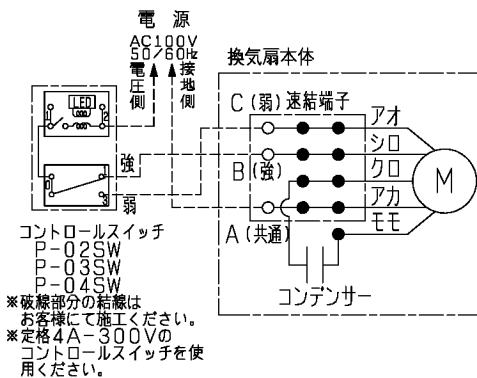 電 源
AC100V
50/60Hz
電圧側
接地側
換気扇本体
LED
1
2
C(弱)
速結端子
アオ
シロ
強
B(強)
クロ
M
0
1
3
弱
アカ
A(共通)
モモ
コントロールスイッチ
P-02SW
P-03SW
P-04SW
コンデンサー
※破線部分の結線は
お客様にて施工ください。
※定格4A-300Vの
コントロールスイッチを使
用ください。